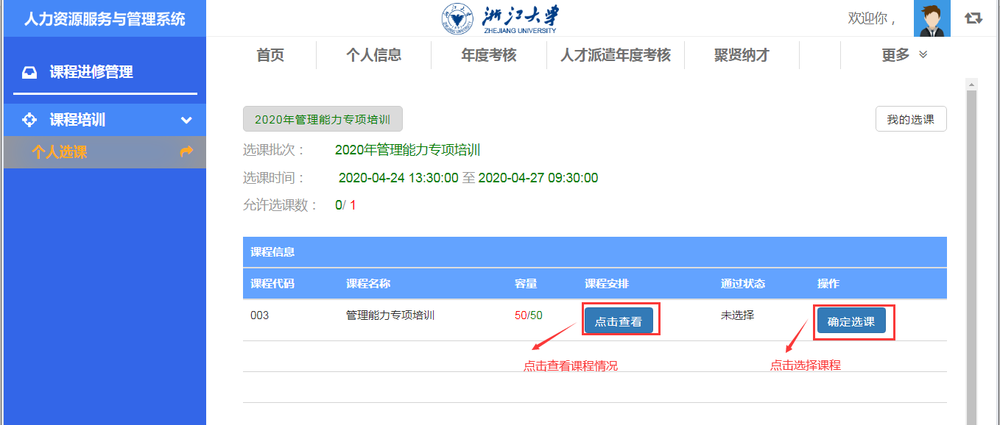 人力资源服务与管理系统
浙江大学
ZHEJIANG UNIVERSITY
欢迎你，
首页 个人信息 年度考核 人才派遣年度考核 聚贤纳才 更多
课程进修管理
课程培训
个人选课
2020年管理能力专项培训 我的选课
选课批次： 2020年管理能力专项培训
选课时间： 2020-04-24 13:30:00 至 2020-04-27 09:30:00
允许选课数： 0/ 1
课程信息
课程代码 课程名称 容量 课程安排 通过状态 操作
003 管理能力专项培训 50/50 点击查看 未选择 确定选课
点击查看课程情况 点击选择课程